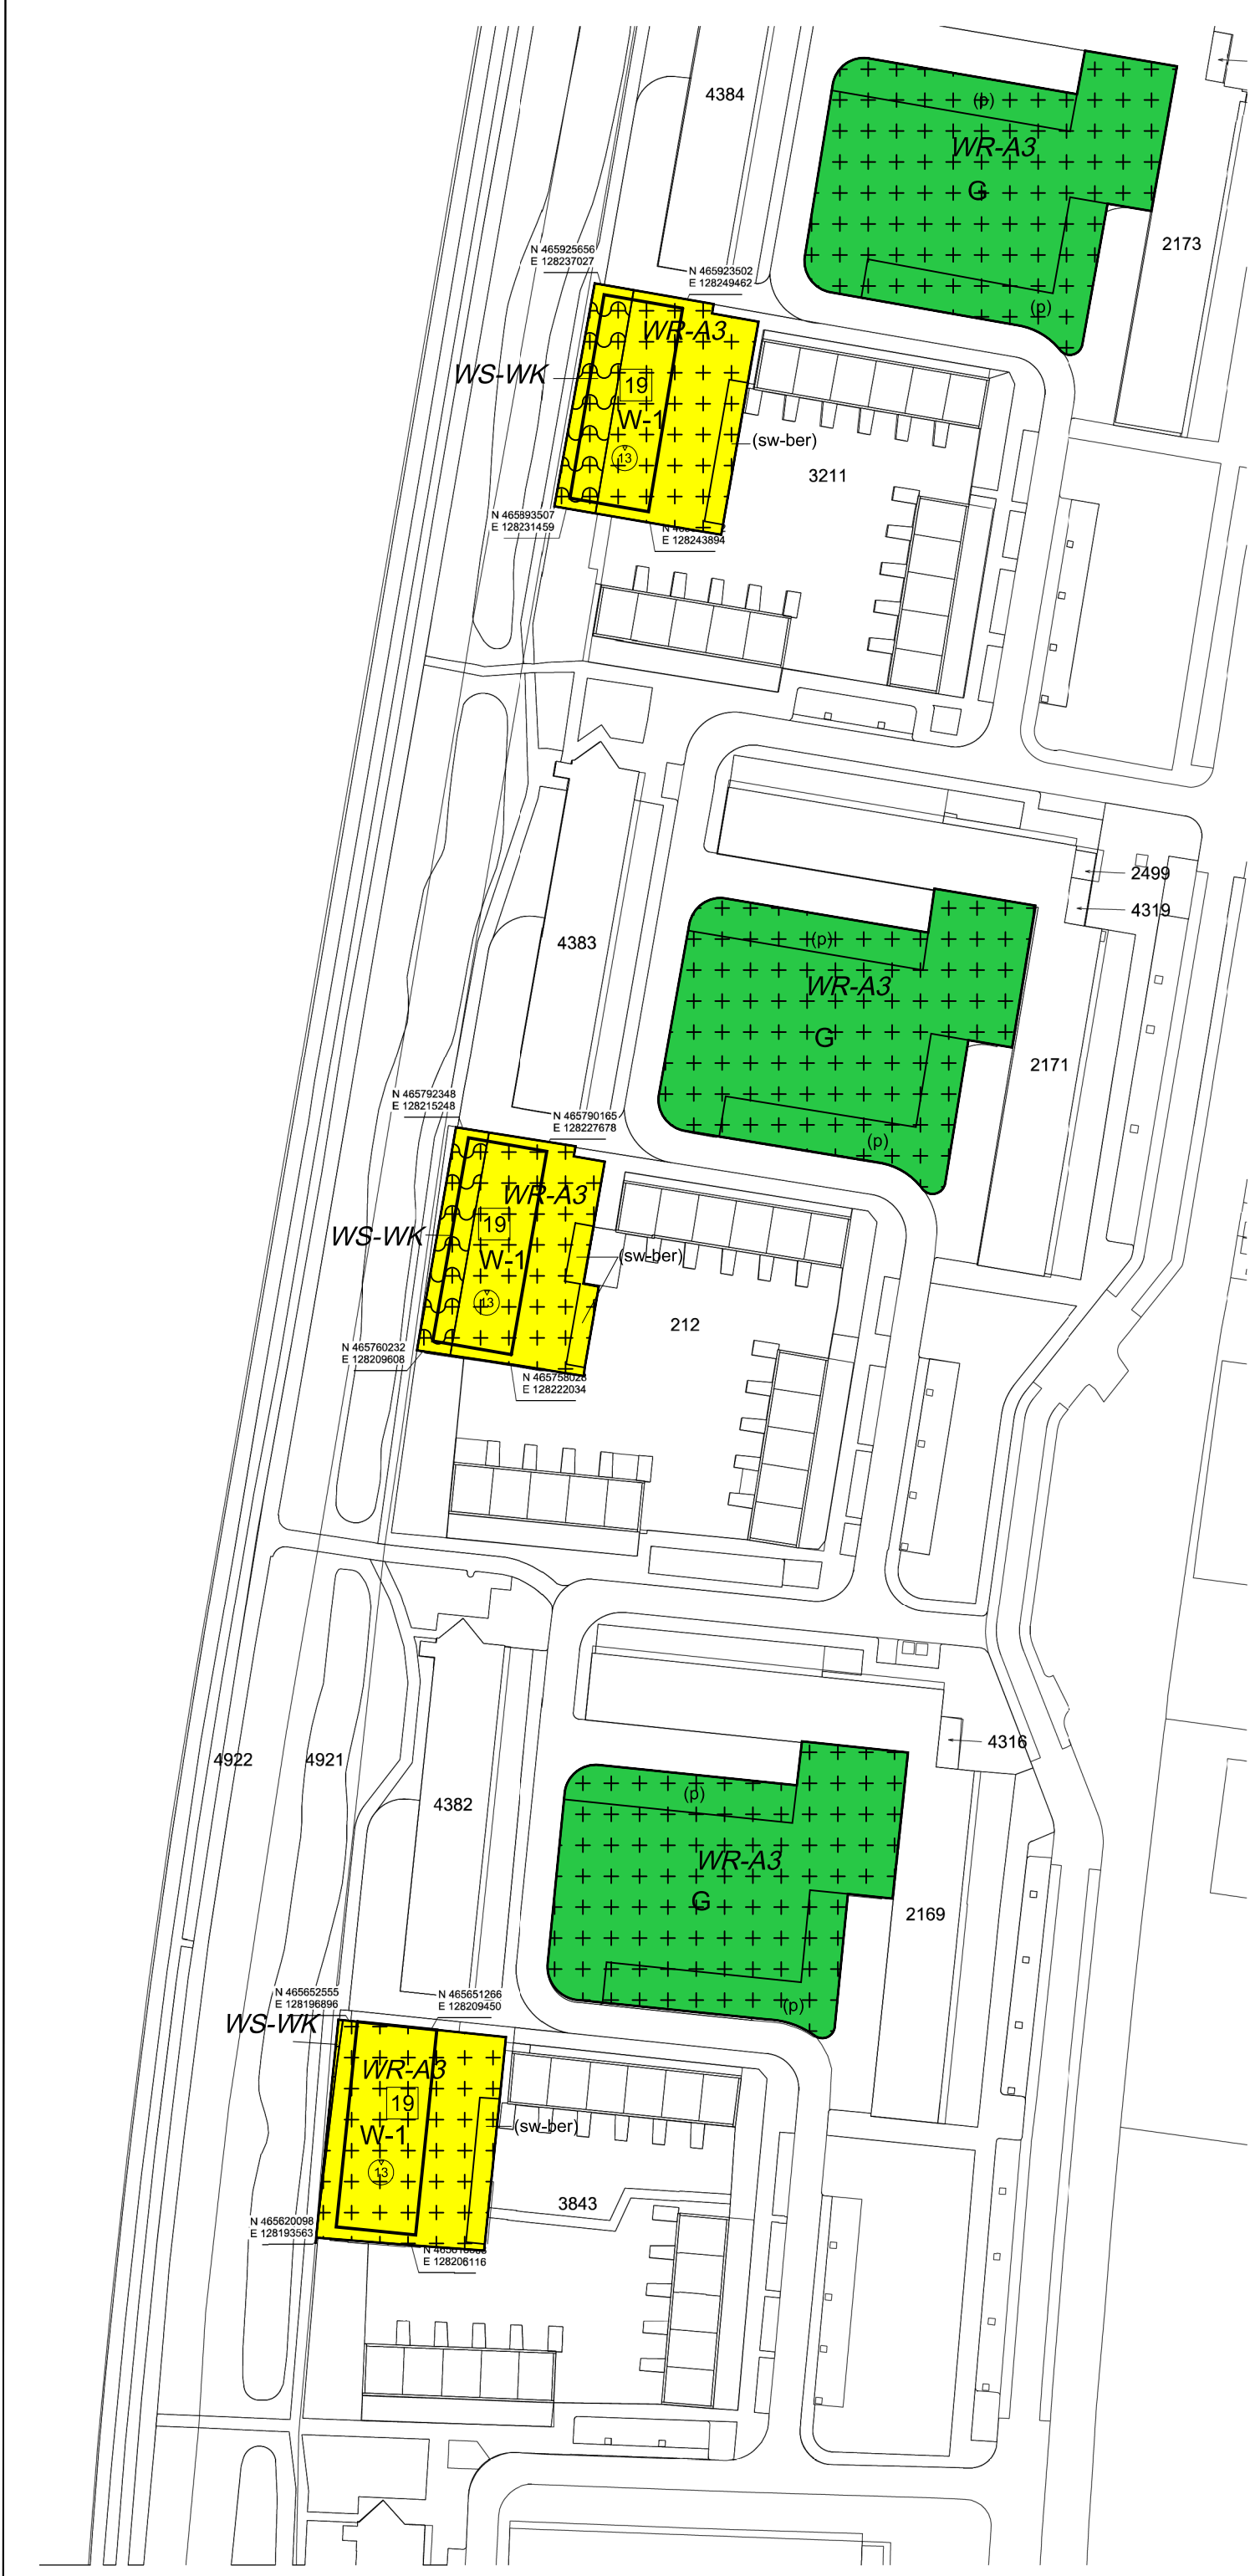 4384
(p)
WR-A3
G
2173
N 465925656
E 128237027
N 465923502
E 128249462
(p)
WR-A3
WS-WK
19
W-1
(sw-ber)
13
3211
N 465893507
E 128231459
E 128243894
2499
4319
4383
(p)
WR-A3
G
2171
N 465792348
E 128215248
N 465790165
E 128227678
(p)
WR-A3
WS-WK
19
W-1
(sw-ber)
13
212
N 465760232
E 128209608
N 465758028
E 128222034
4316
4922
4921
4382
(p)
WR-A3
G
2169
N 465652555
E 128196896
N 465651266
E 128209450
(p)
WS-WK
WR-A3
19
W-1
(sw-ber)
13
3843
N 465620098
E 128193563
E 128206116